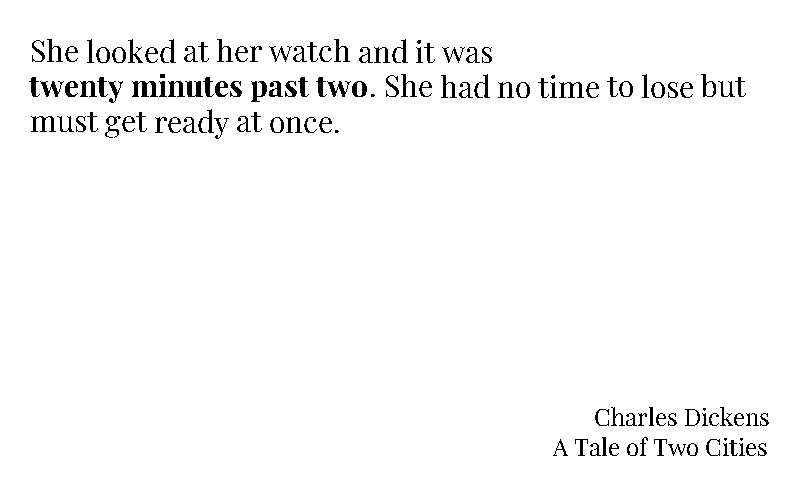 She looked at her watch and it was
twenty minutes past two. She had no time to lose but
must get ready at once.
Charles Dickens
A Tale of Two Cities